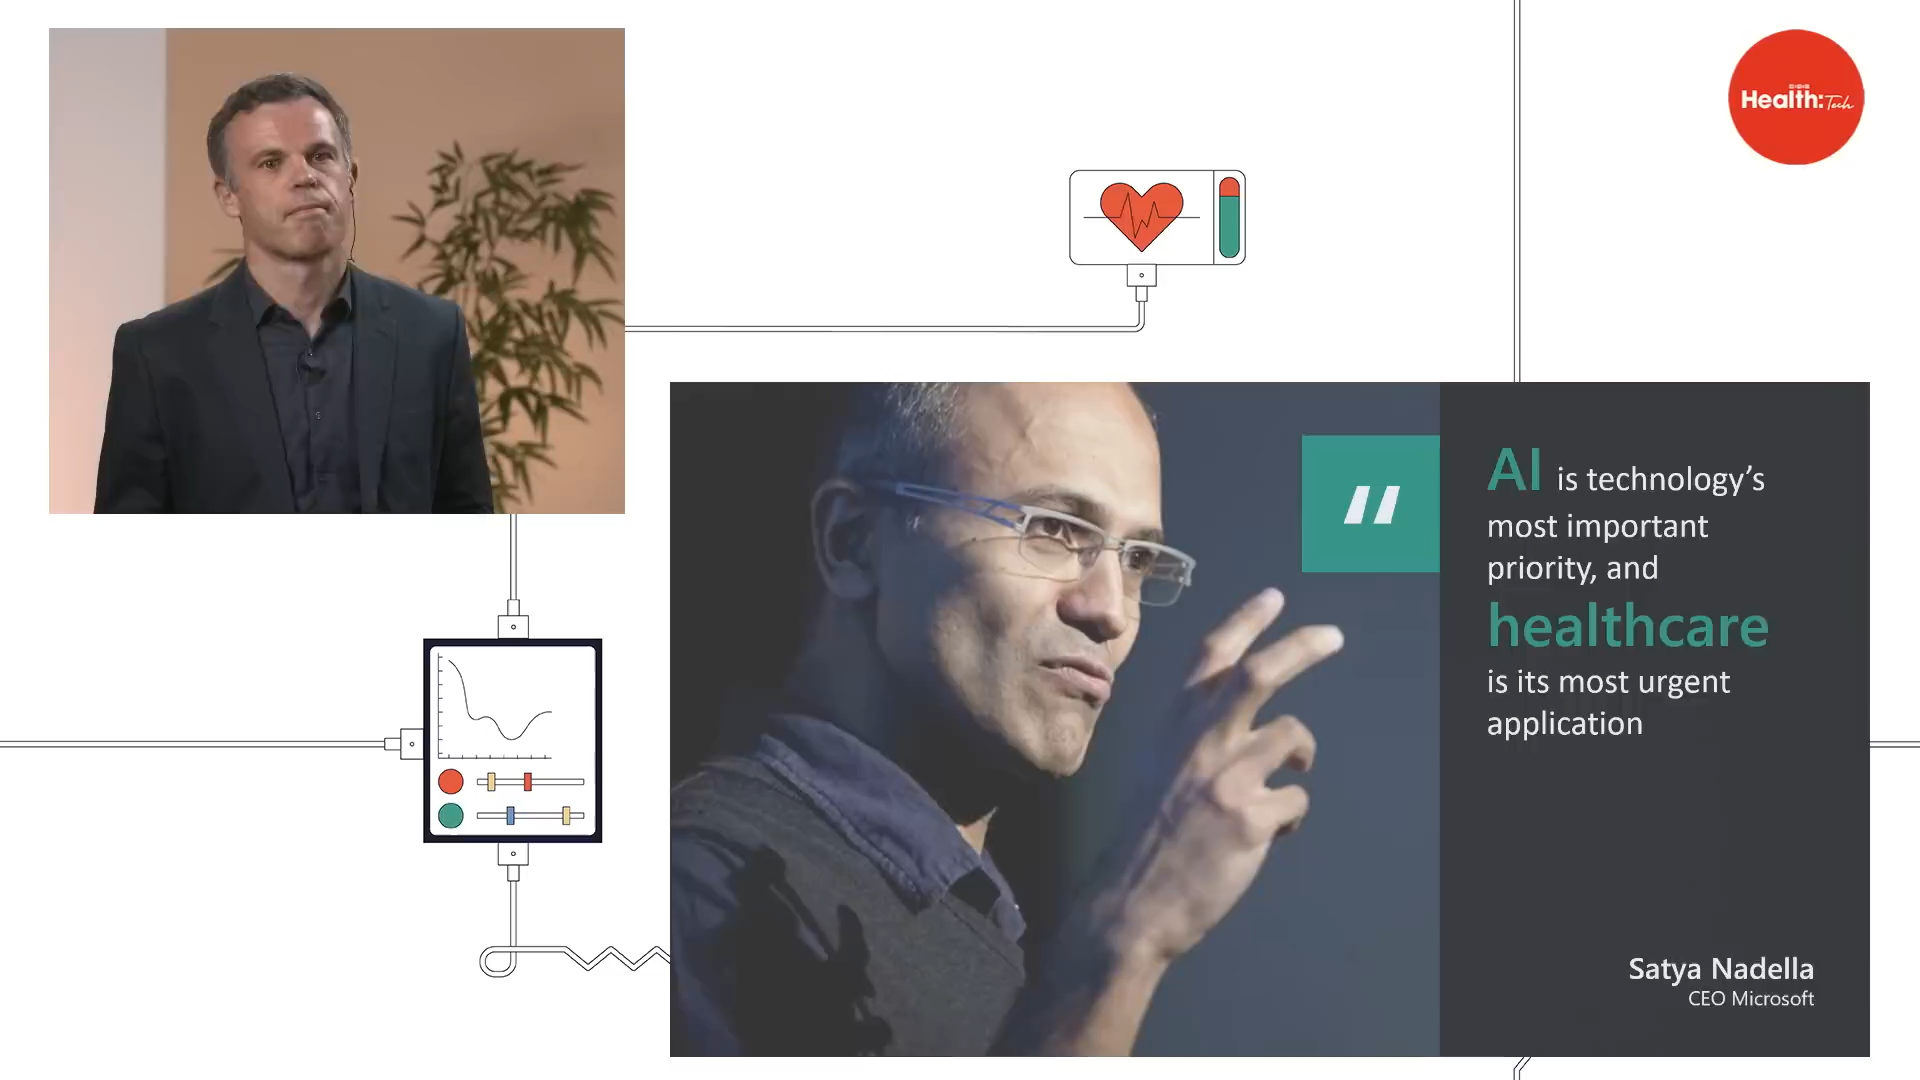 Health:Tech
"
AI is technology's
most important
priority, and
healthcare
is its most urgent
application
Satya Nadella
CEO Microsoft